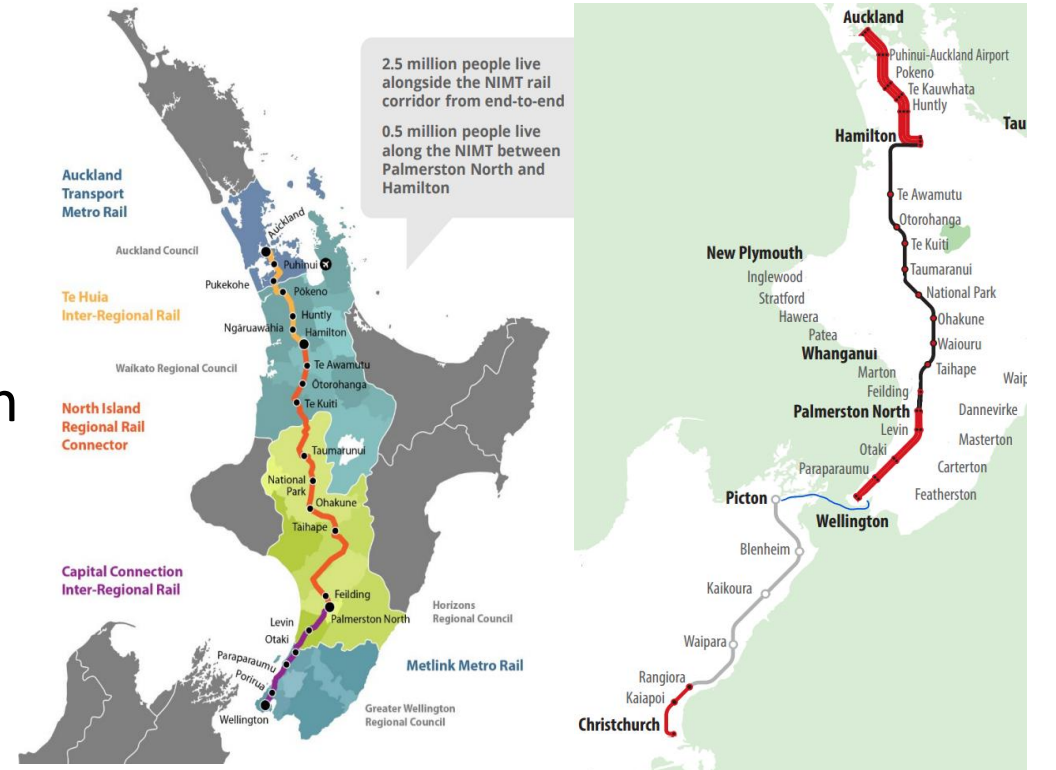 n
2.5 million people live
alongside the NIMT rail
corridor from end-to-end
0.5 million people live
along the NIMT between
Palmerston North and
Hamilton
Auckland
Transport
Metro Rail
Auckland Council
Te Huia
Inter-Regional Rail
Waikato Regional Council
North Island
Regional Rail
Connector
Capital Connection
Inter-Regional Rail
Auckland
Puhinui
Pukekohe
Pōkeno
Huntly
Ngāruawāhia
Hamilton
Te Awamutu
Ōtorohanga
Te Kuiti
Taumarunui
National
Park
Ohakune
Taihape
Feilding
Palmerston North
Levin
Otaki
Paraparaumu
Porirua
Wellington
Horizons
Regional Council
Metlink Metro Rail
Greater Wellington
Regional Council
Auckland
Puhinui-Auckland Airport
Pokeno
Te Kauwhata
Huntly
Tau
Hamilton
Te Awamutu
Otorohanga
Te Kuiti
Taumaranui
National Park
Ohakune
Waiouru
Taihape
New Plymouth
Inglewood
Stratford
Hawera
Patea
Whanganui
Marton
Feilding
Waip
Palmerston North
Dannevirke
Levin
Masterton
Otaki
Carterton
Paraparaumu
Featherston
Picton
Wellington
Blenheim
Kaikoura
Waipara
Rangiora
Kaiapoi
Christchurch